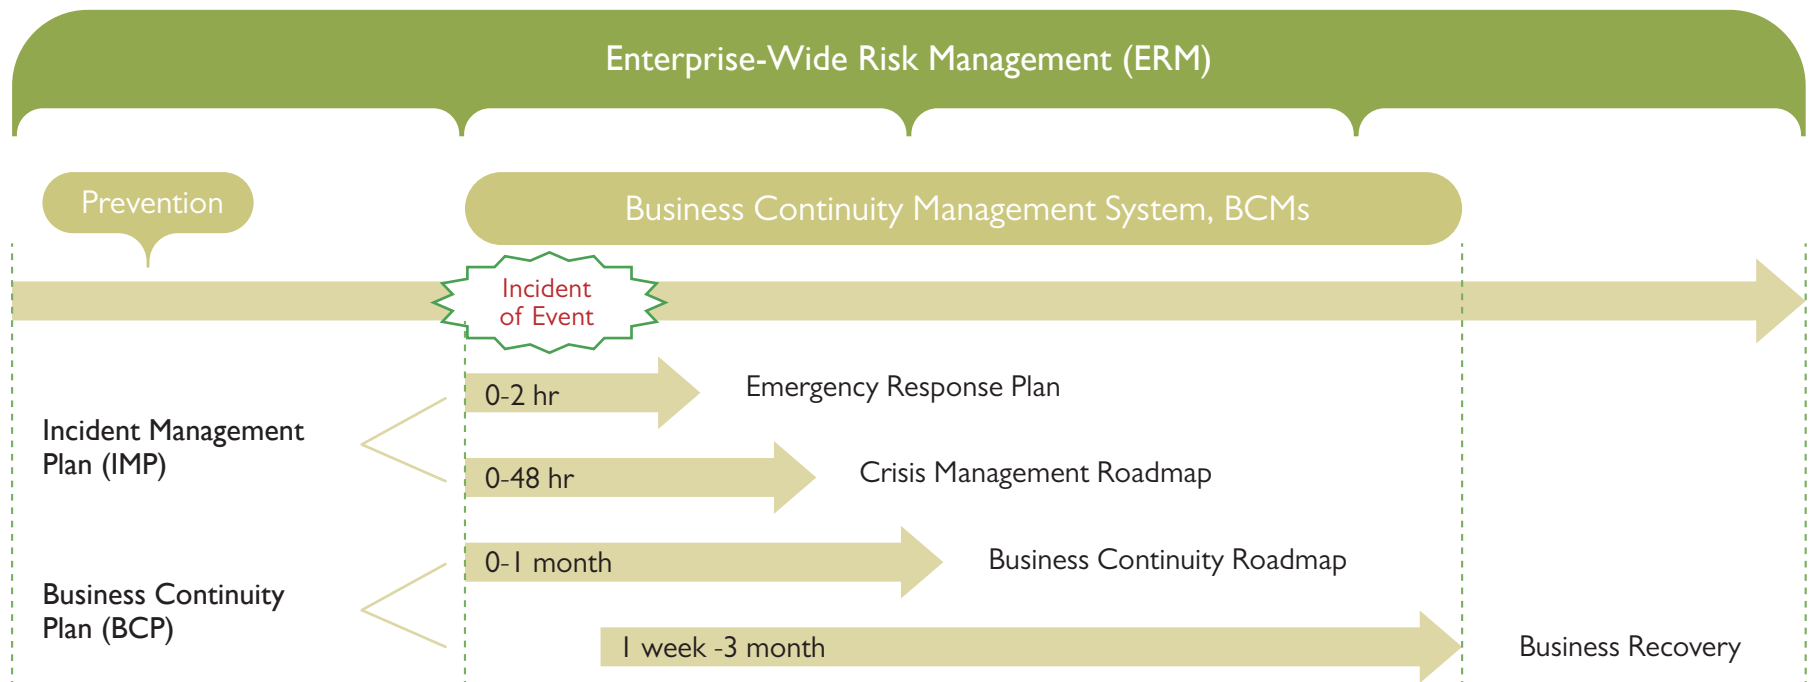 Enterprise-Wide Risk Management (ERM)
Prevention
Business Continuity Management System, BCMs
Incident
of Event
0-2 hr
Emergency Response Plan
Incident Management
Plan (IMP)
0-48 hr
Crisis Management Roadmap
0-1 month
Business Continuity Roadmap
Business Continuity
Plan (BCP)
1 week -3 month
Business Recovery